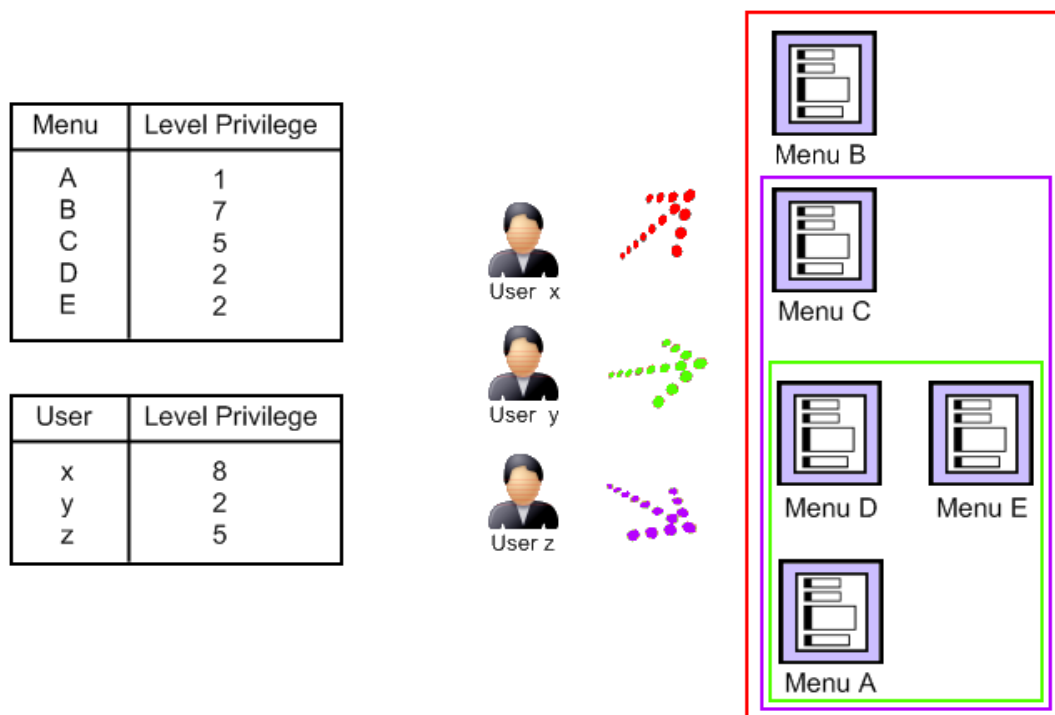 Menu Level Privilege
A 1
B 7
C 5
D 2
E 2
User Level Privilege
x 8
y 2
z 5
User x
User y
User z
Menu B
Menu C
Menu D Menu E
Menu A